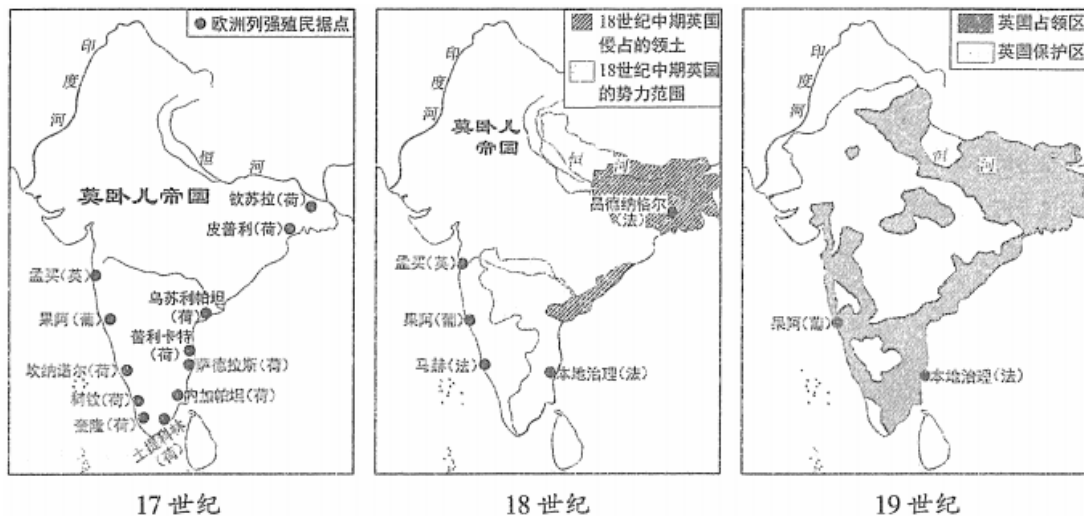 欧洲列强殖民据点
印
度
河
恒
河
莫卧儿帝国
钦苏拉(荷)
皮普利(荷)
孟买(英)
乌苏利帕坦
(荷)
果阿(葡)
普利卡特
(荷)
坎纳诺尔(荷)
萨德拉斯(荷)
柯钦(荷)
内加帕坦(荷)
奎隆(荷)
土提科林
(荷)
17世纪
18世纪中期英国
侵占的领土
18世纪中期英国
的势力范围
印
度
河
莫卧儿
帝国
恒
河
昌德纳伽尔
(法)
孟买(英)
果阿(葡)
马赫(法)
本地治理(法)
18世纪
英国占领区
英国保护区
印
度
河
恒
河
果阿(葡)
本地治理(法)
19世纪